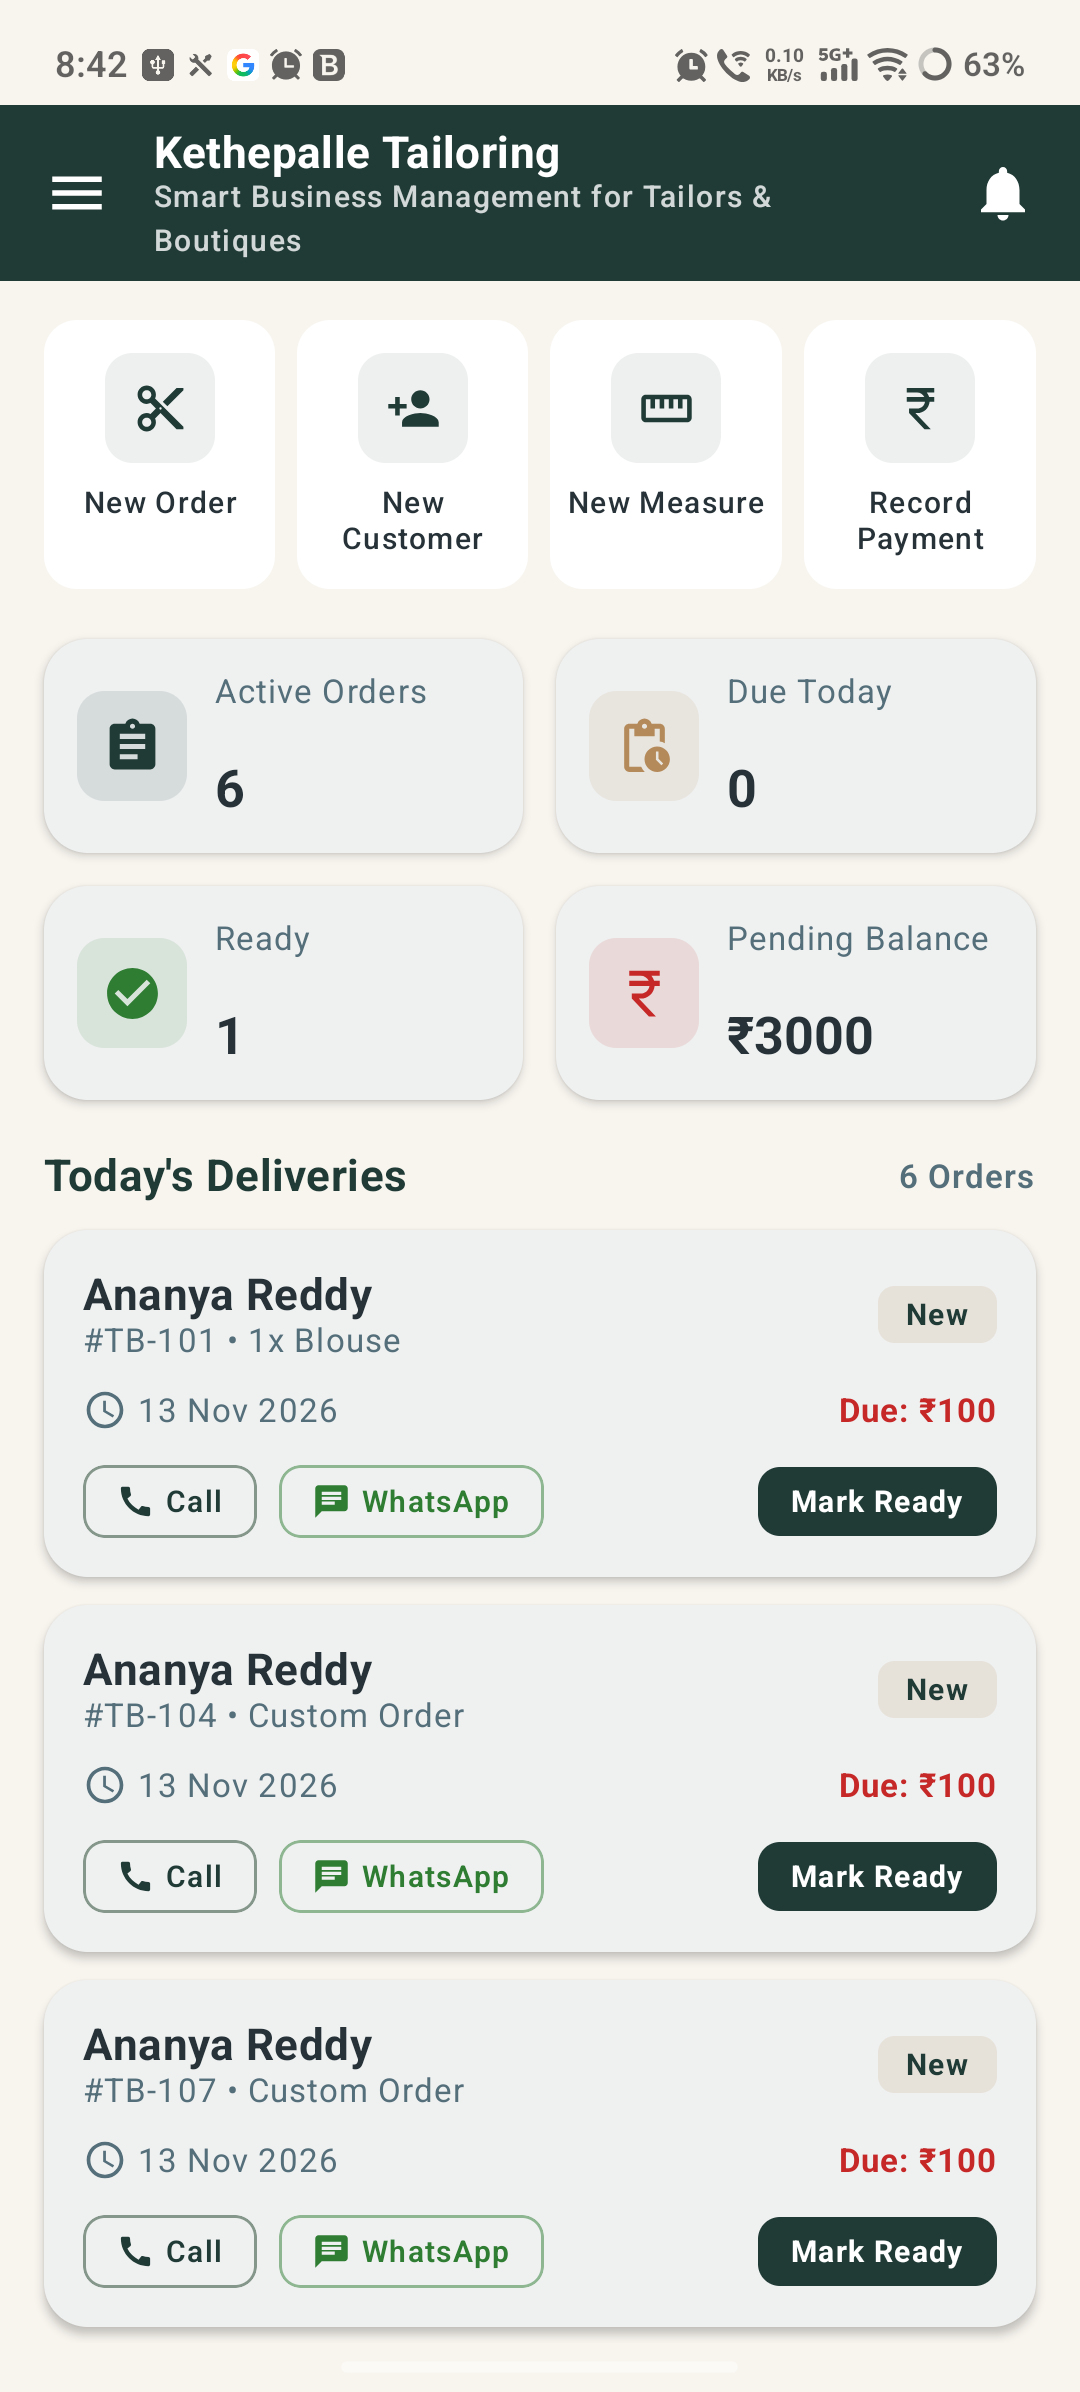 8:42
0.10 KB/s
5G+
63%
Kethepalle Tailoring
Smart Business Management for Tailors &
Boutiques
New Order
New
Customer
New Measure
Record
Payment
Active Orders
6
Due Today
0
Ready
1
Pending Balance
₹3000
Today's Deliveries
6 Orders
Ananya Reddy
New
#TB-101 • 1x Blouse
13 Nov 2026
Due: ₹100
Call
WhatsApp
Mark Ready
Ananya Reddy
New
#TB-104 • Custom Order
13 Nov 2026
Due: ₹100
Call
WhatsApp
Mark Ready
Ananya Reddy
New
#TB-107 • Custom Order
13 Nov 2026
Due: ₹100
Call
WhatsApp
Mark Ready